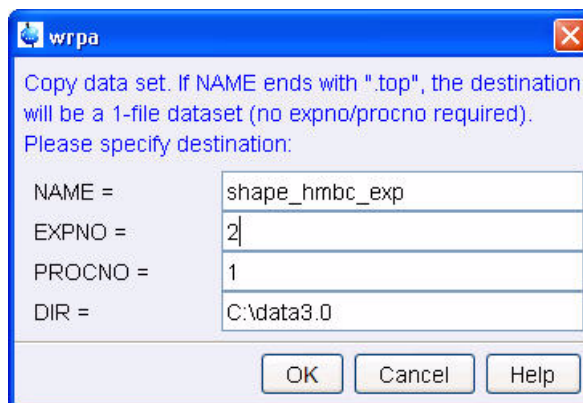 wrpa
Copy data set. If NAME ends with ".top", the destination
will be a 1-file dataset (no expno/procno required).
Please specify destination:
NAME = shape_hmbc_exp
EXPNO = 2
PROCNO = 1
DIR = C:\data3.0
OK Cancel Help